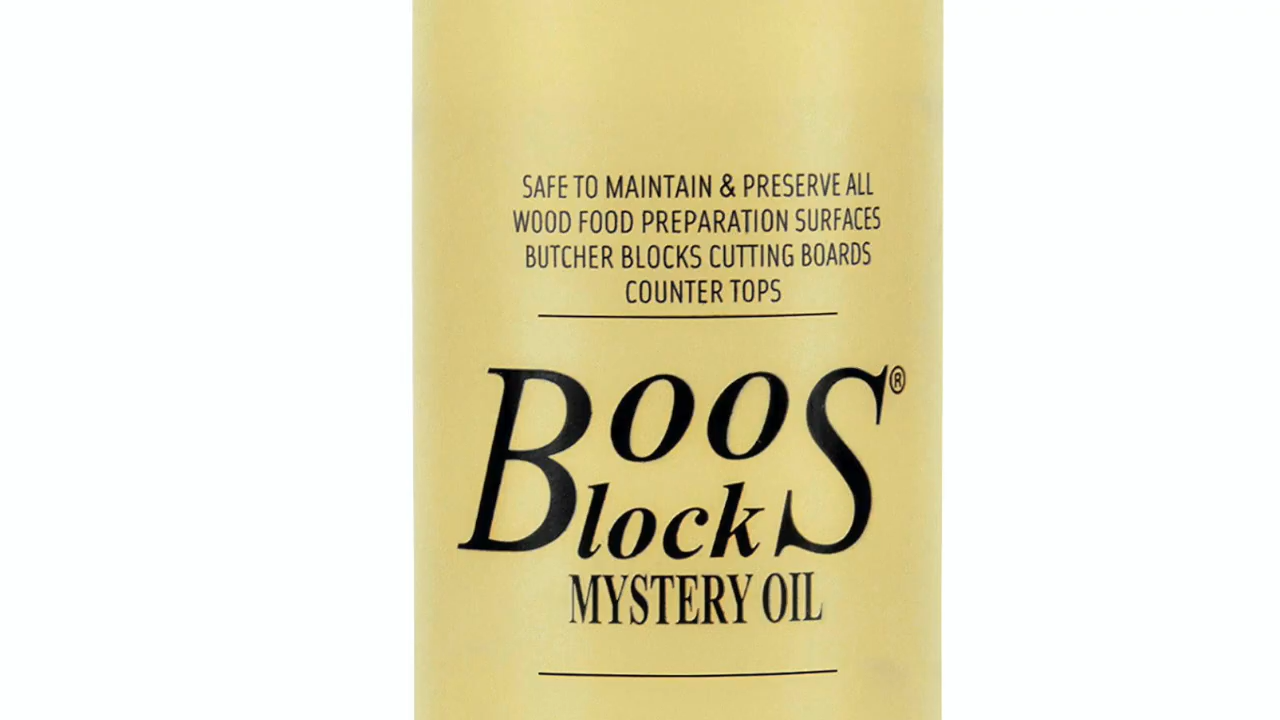 SAFE TO MAINTAIN & PRESERVE ALL
WOOD FOOD PREPARATION SURFACES
BUTCHER BLOCKS CUTTING BOARDS
COUNTER TOPS
BooS®
Block
MYSTERY OIL